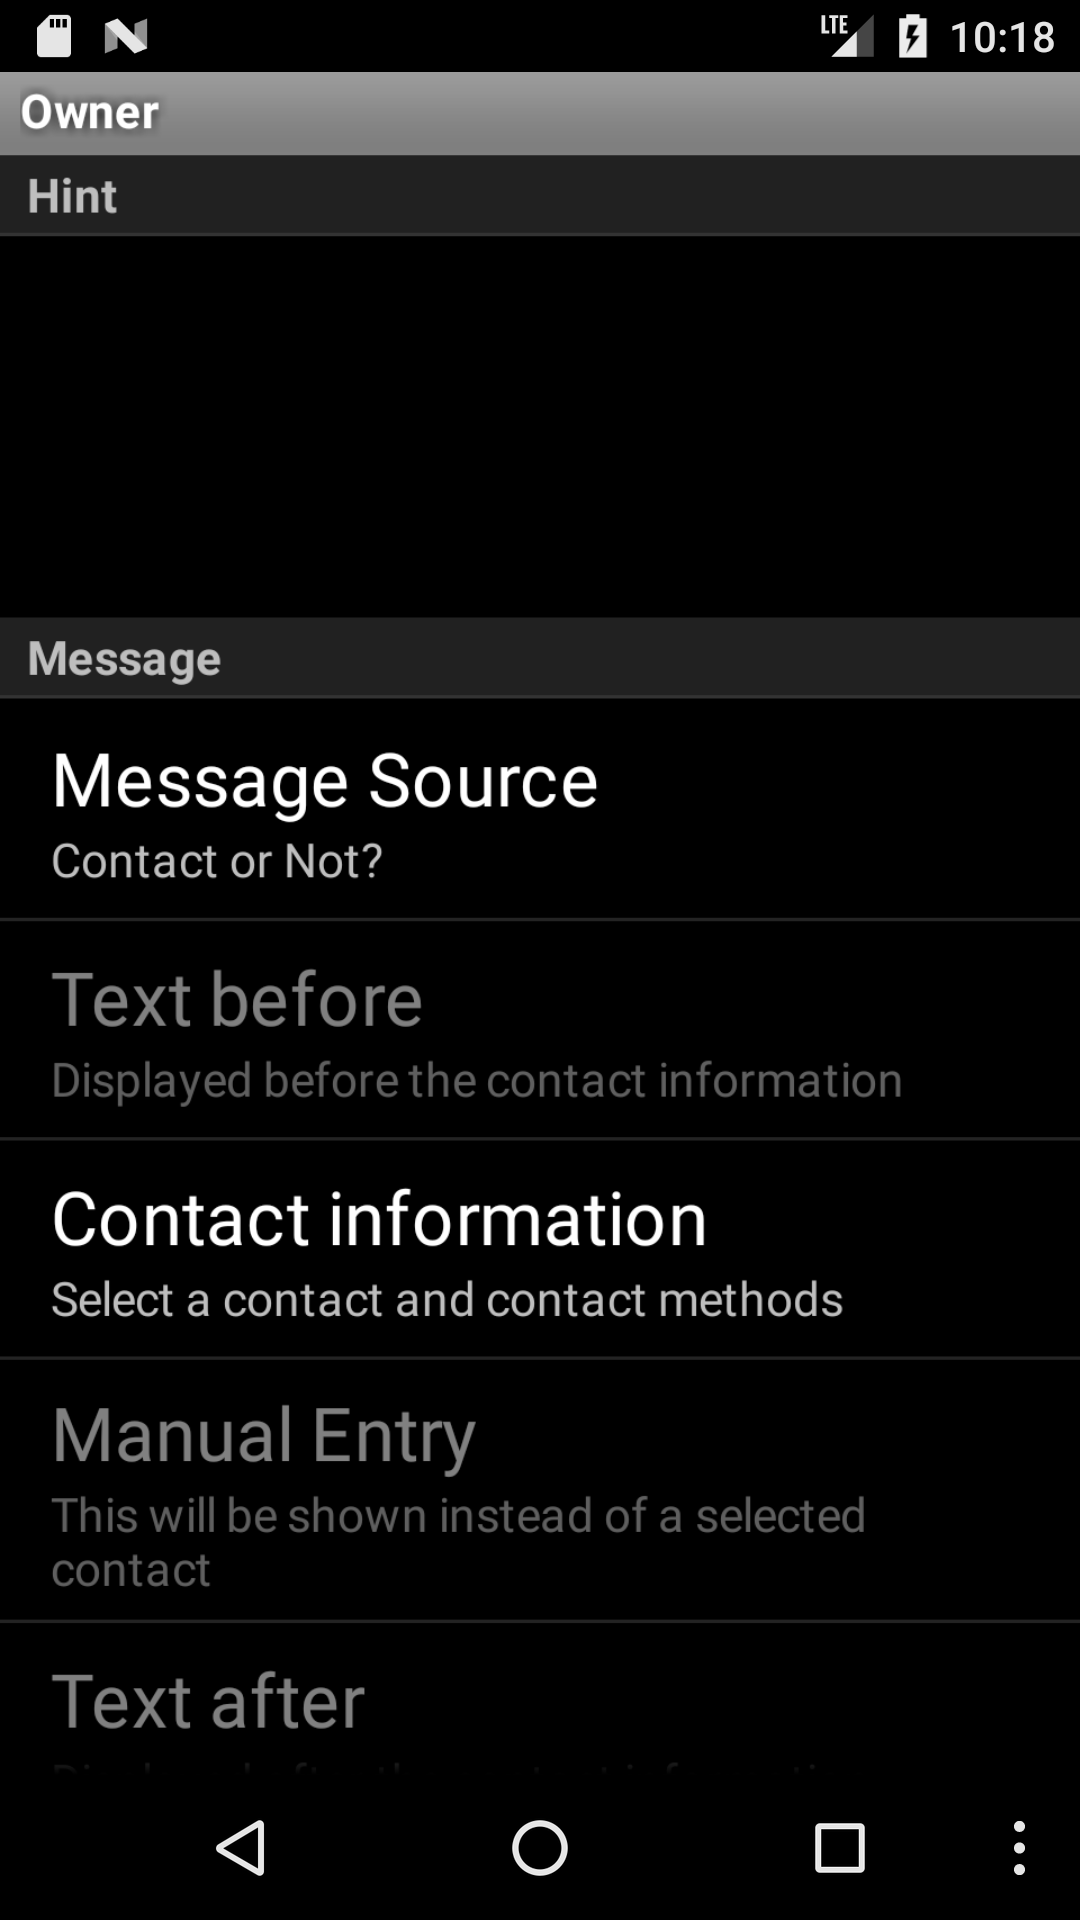 LTE 10:18
Owner
Hint
Message
Message Source
Contact or Not?
Text before
Displayed before the contact information
Contact information
Select a contact and contact methods
Manual Entry
This will be shown instead of a selected
contact
Text after